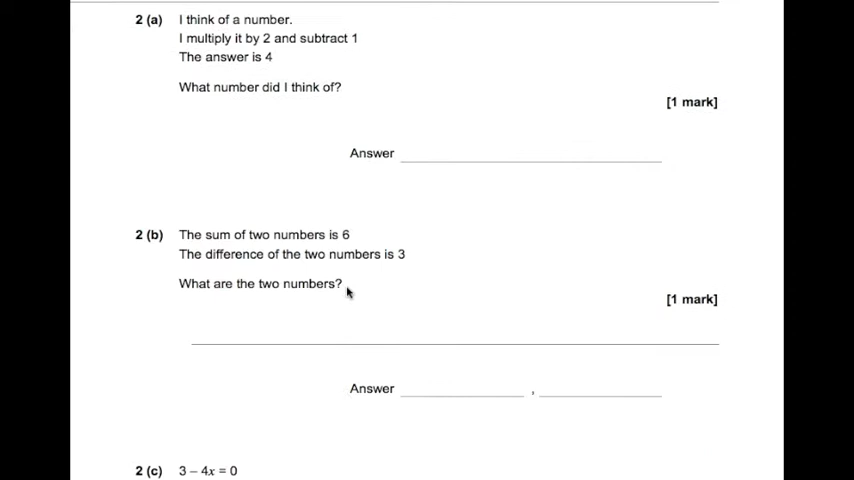 2 (a) I think of a number.
I multiply it by 2 and subtract 1
The answer is 4
What number did I think of?
[1 mark]
Answer
2 (b) The sum of two numbers is 6
The difference of the two numbers is 3
What are the two numbers?
[1 mark]
Answer ,
2 (c) 3 – 4x = 0